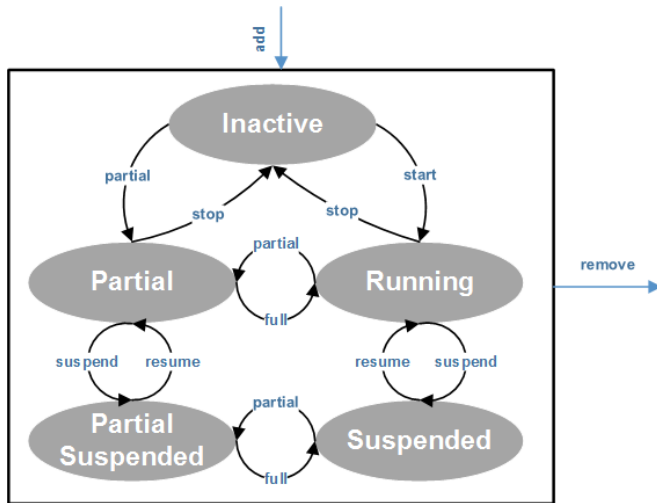 add
Inactive
partial
start
stop
stop
partial
Partial
Running
remove
full
suspend
resume
resume
suspend
partial
Partial
Suspended
Suspended
full